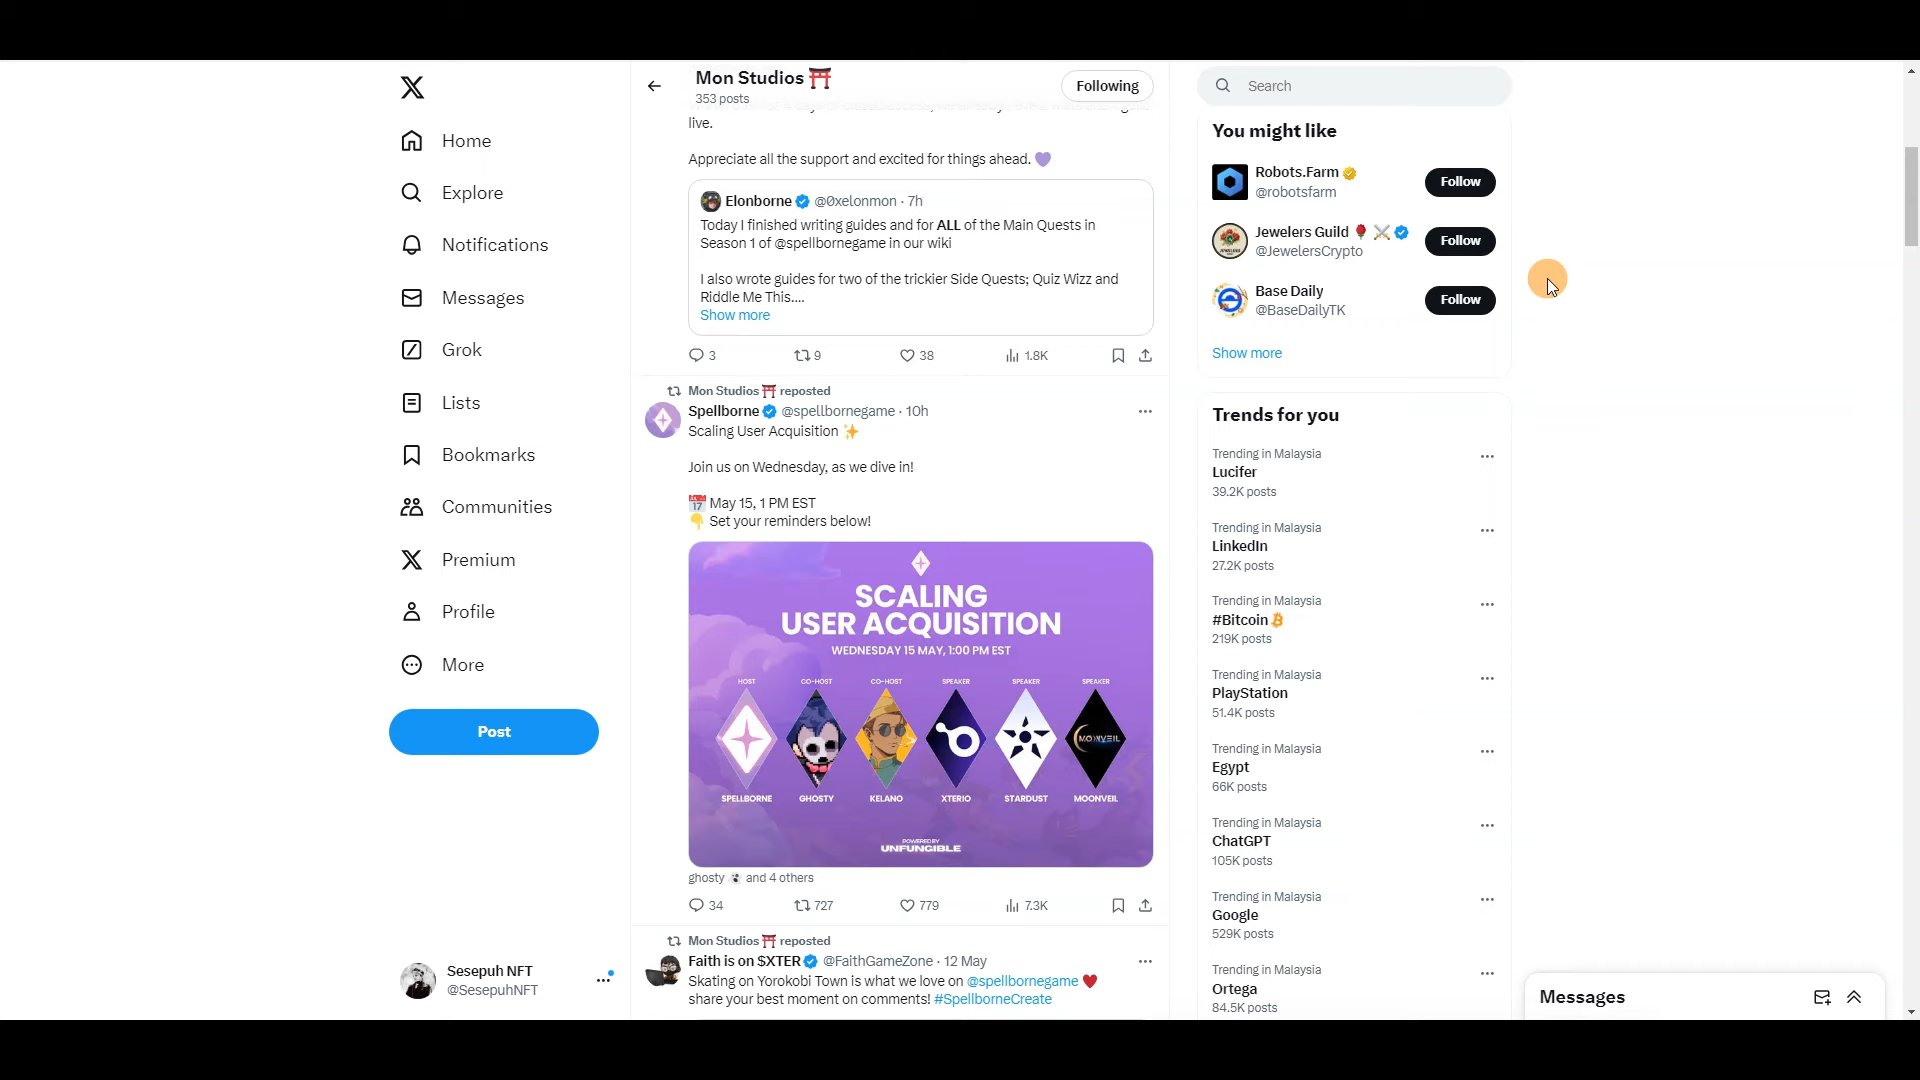 Home
Explore
Notifications
Messages
Grok
Lists
Bookmarks
Communities
Premium
Profile
More
Post
Sesepuh NFT
@SesepuhNFT
Mon Studios ⛩️
353 posts
Following
live.
Appreciate all the support and excited for things ahead. 💜
Elonborne @0xelonmon · 7h
Today I finished writing guides and for ALL of the Main Quests in
Season 1 of @spellbornegame in our wiki
I also wrote guides for two of the trickier Side Quests; Quiz Wizz and
Riddle Me This....
Show more
3 9 38 1.8K
Mon Studios ⛩️ reposted
Spellborne @spellbornegame · 10h
Scaling User Acquisition ✨
Join us on Wednesday, as we dive in!
📅 May 15, 1 PM EST
👇 Set your reminders below!
SCALING
USER ACQUISITION
WEDNESDAY 15 MAY, 1:00 PM EST
HOST CO-HOST CO-HOST SPEAKER SPEAKER SPEAKER
MOONVEIL
SPELLBORNE GHOSTY KELANO XTERIO STARDUST MOONVEIL
POWERED BY
UNFUNGIBLE
ghosty and 4 others
34 727 779 7.3K
Mon Studios ⛩️ reposted
Faith is on $XTER @FaithGameZone · 12 May
Skating on Yorokobi Town is what we love on @spellbornegame ❤️
share your best moment on comments! #SpellborneCreate
Search
You might like
Robots.Farm
@robotsfarm
Follow
Jewelers Guild 🌹 ⚔️
@JewelersCrypto
Follow
Base Daily
@BaseDailyTK
Follow
Show more
Trends for you
Trending in Malaysia
Lucifer
39.2K posts
Trending in Malaysia
LinkedIn
27.2K posts
Trending in Malaysia
#Bitcoin
219K posts
Trending in Malaysia
PlayStation
51.4K posts
Trending in Malaysia
Egypt
66K posts
Trending in Malaysia
ChatGPT
105K posts
Trending in Malaysia
Google
529K posts
Trending in Malaysia
Ortega
84.5K posts
Messages